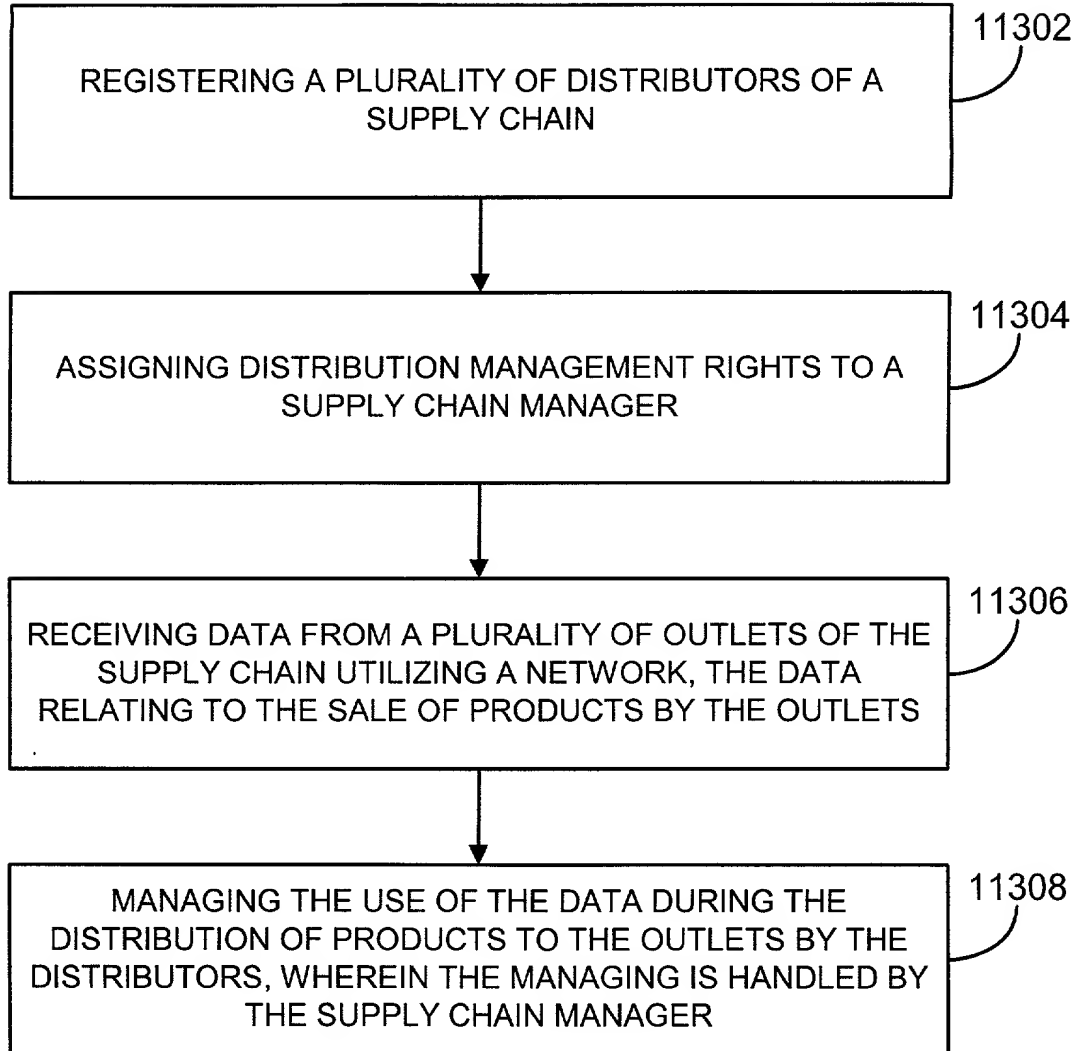 11302
REGISTERING A PLURALITY OF DISTRIBUTORS OF A
SUPPLY CHAIN
11304
ASSIGNING DISTRIBUTION MANAGEMENT RIGHTS TO A
SUPPLY CHAIN MANAGER
11306
RECEIVING DATA FROM A PLURALITY OF OUTLETS OF THE
SUPPLY CHAIN UTILIZING A NETWORK, THE DATA
RELATING TO THE SALE OF PRODUCTS BY THE OUTLETS
11308
MANAGING THE USE OF THE DATA DURING THE
DISTRIBUTION OF PRODUCTS TO THE OUTLETS BY THE
DISTRIBUTORS, WHEREIN THE MANAGING IS HANDLED BY
THE SUPPLY CHAIN MANAGER